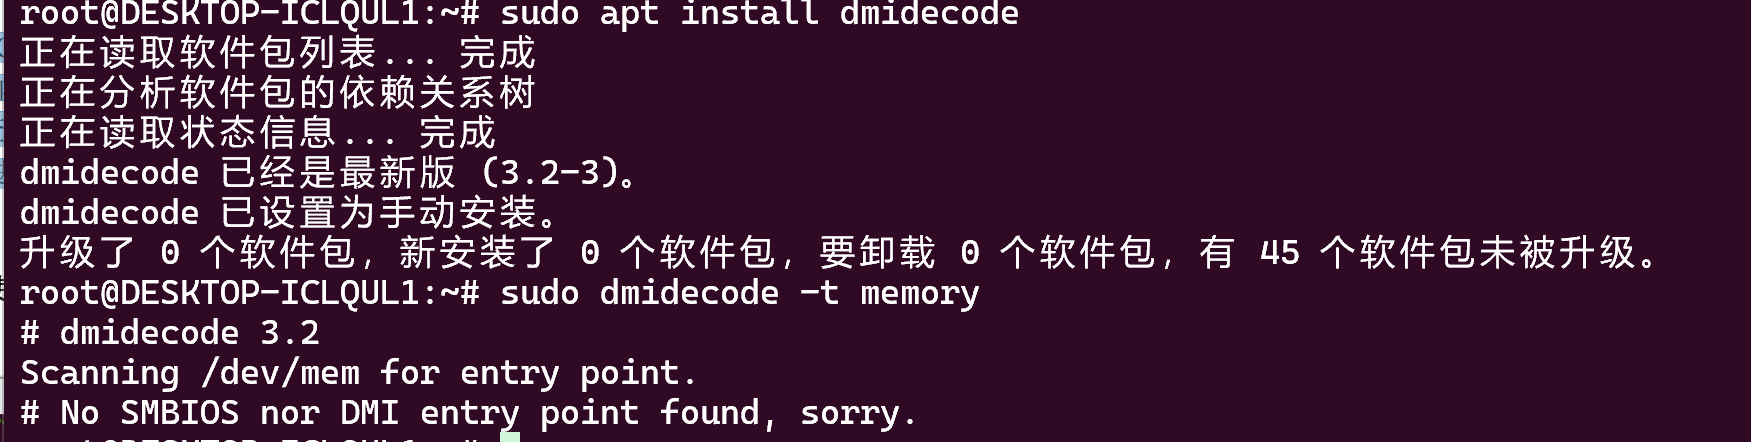 root@DESKTOP-ICLQUL1:~# sudo apt install dmidecode
正在读取软件包列表... 完成
正在分析软件包的依赖关系树
正在读取状态信息... 完成
dmidecode 已经是最新版 (3.2-3)。
dmidecode 已设置为手动安装。
升级了 0 个软件包，新安装了 0 个软件包，要卸载 0 个软件包，有 45 个软件包未被升级。
root@DESKTOP-ICLQUL1:~# sudo dmidecode -t memory
# dmidecode 3.2
Scanning /dev/mem for entry point.
# No SMBIOS nor DMI entry point found, sorry.